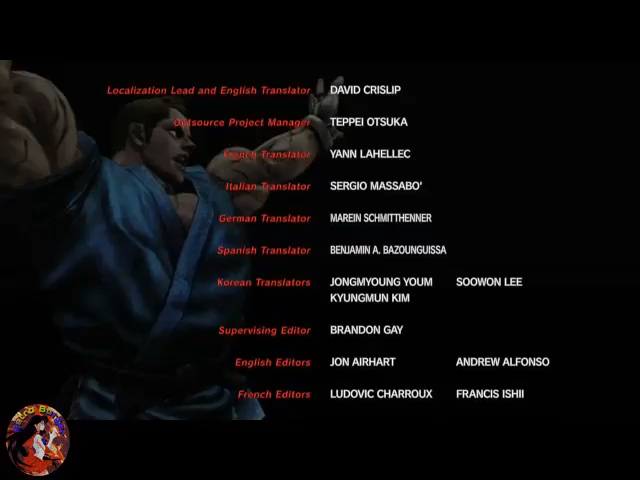 Localization Lead and English Translator DAVID CRISLIP
Outsource Project Manager TEPPEI OTSUKA
French Translator YANN LAHELLEC
Italian Translator SERGIO MASSABO'
German Translator MAREIN SCHMITTHENNER
Spanish Translator BENJAMIN A. BAZOUNGUISSA
Korean Translators JONGMYOUNG YOUM SOOWON LEE
KYUNGMUN KIM
Supervising Editor BRANDON GAY
English Editors JON AIRHART ANDREW ALFONSO
French Editors LUDOVIC CHARROUX FRANCIS ISHII